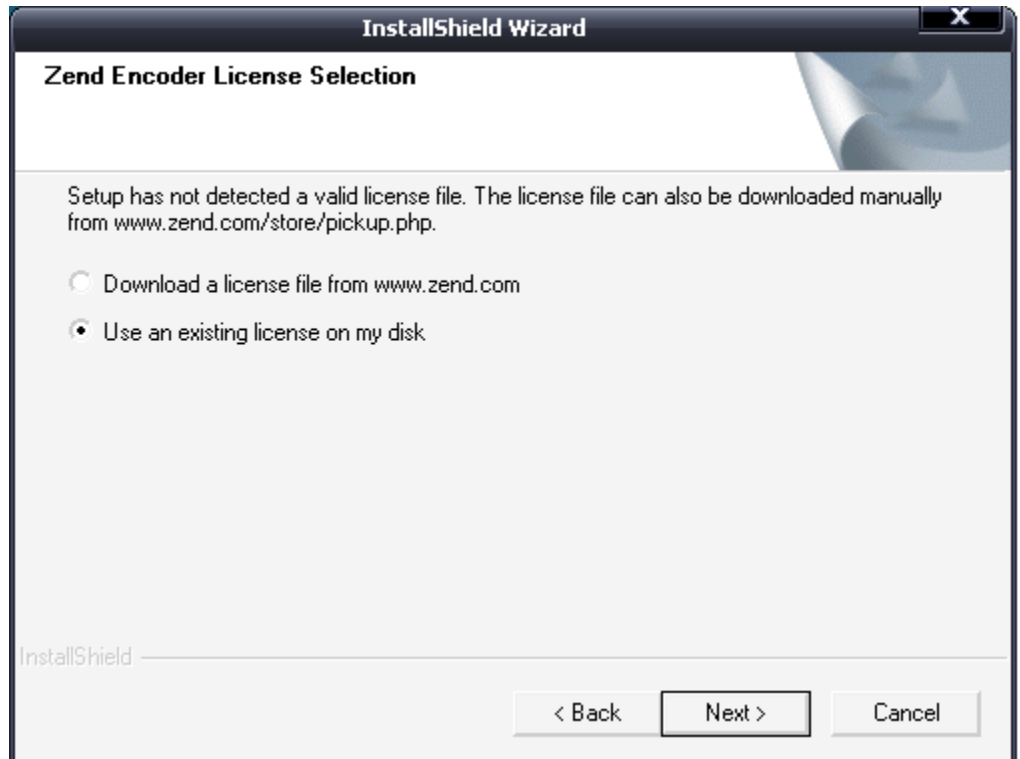 InstallShield Wizard
X
Zend Encoder License Selection
Setup has not detected a valid license file. The license file can also be downloaded manually
from www.zend.com/store/pickup.php.
Download a license file from www.zend.com
Use an existing license on my disk
InstallShield
< Back Next > Cancel